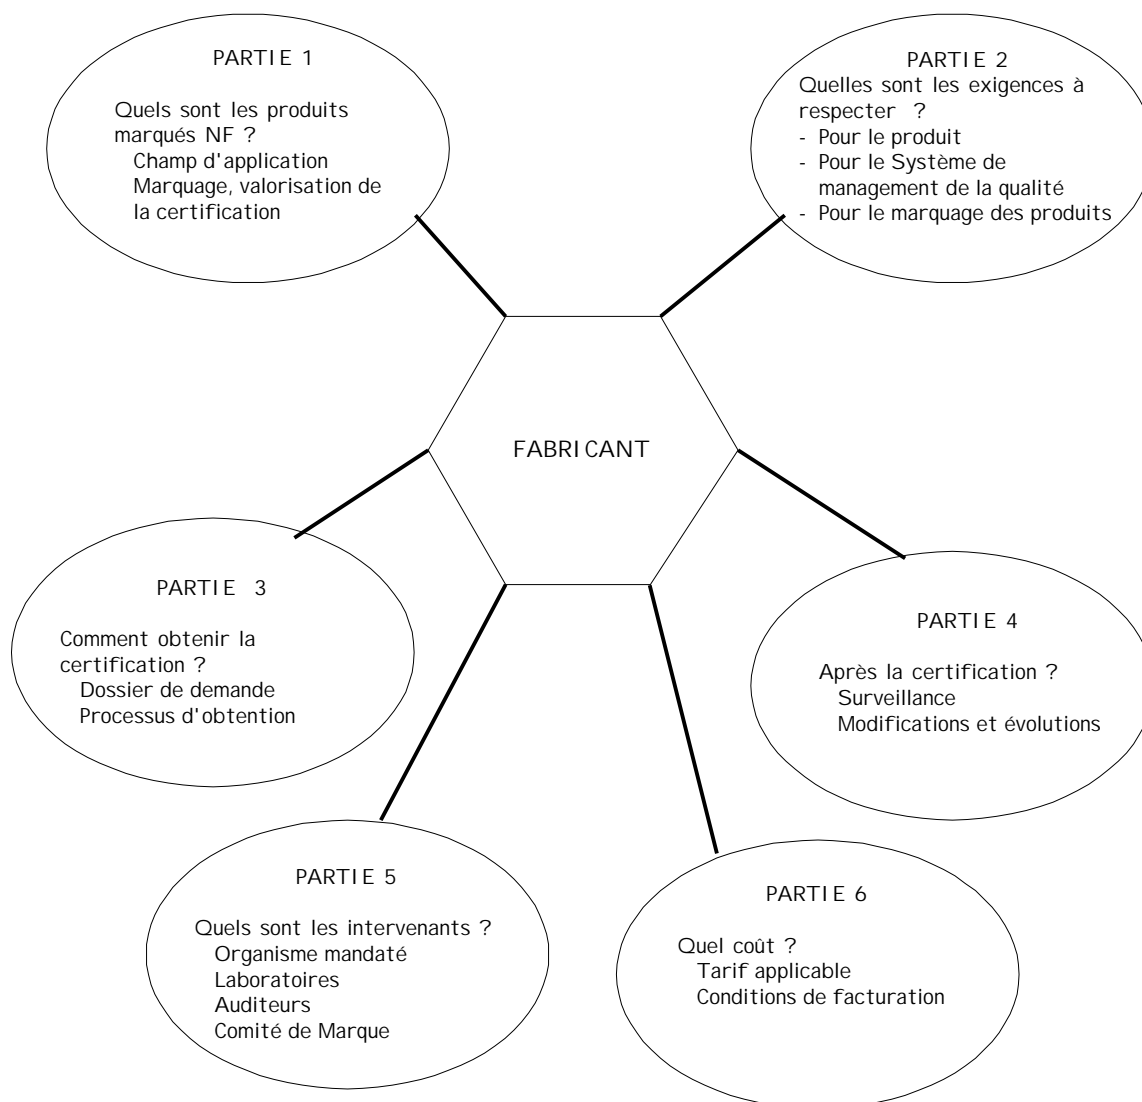 PARTIE 1
Quels sont les produits
marqués NF ?
Champ d'application
Marquage, valorisation de
la certification
PARTIE 2
Quelles sont les exigences à
respecter ?
- Pour le produit
- Pour le Système de
management de la qualité
- Pour le marquage des produits
FABRICANT
PARTIE 3
Comment obtenir la
certification ?
Dossier de demande
Processus d'obtention
PARTIE 4
Après la certification ?
Surveillance
Modifications et évolutions
PARTIE 5
Quels sont les intervenants ?
Organisme mandaté
Laboratoires
Auditeurs
Comité de Marque
PARTIE 6
Quel coût ?
Tarif applicable
Conditions de facturation